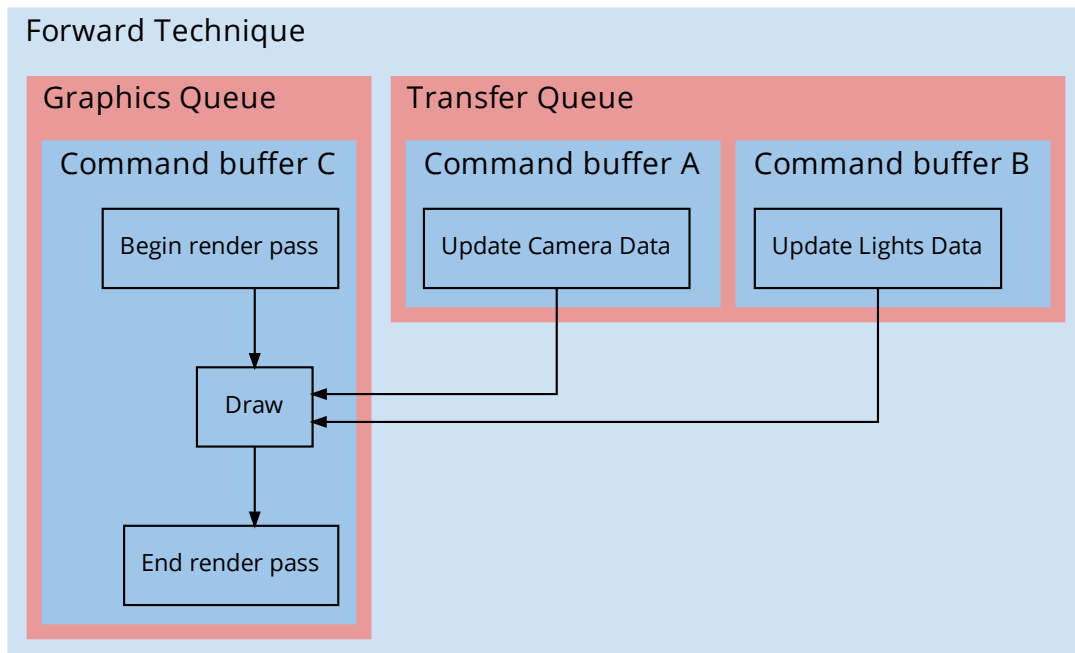 Forward Technique
Graphics Queue
Command buffer C
Begin render pass
Draw
End render pass
Transfer Queue
Command buffer A
Update Camera Data
Command buffer B
Update Lights Data